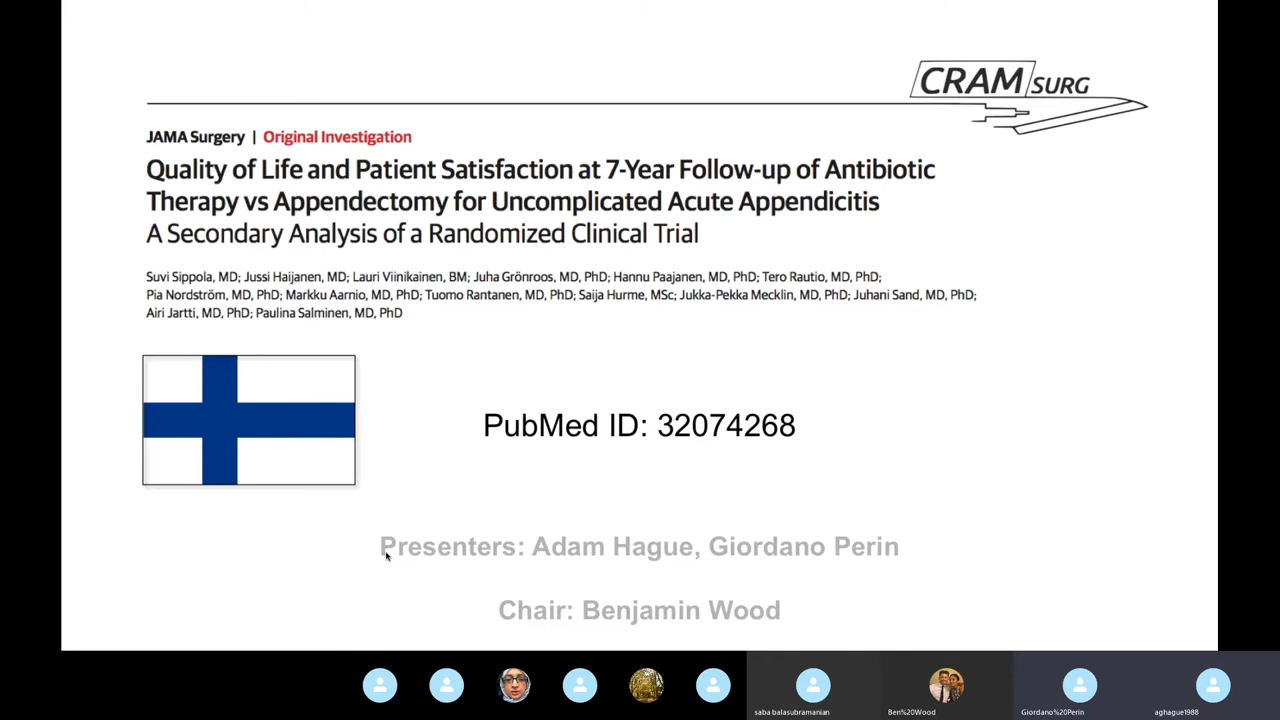 CRAM SURG
JAMA Surgery | Original Investigation
Quality of Life and Patient Satisfaction at 7-Year Follow-up of Antibiotic
Therapy vs Appendectomy for Uncomplicated Acute Appendicitis
A Secondary Analysis of a Randomized Clinical Trial
Suvi Sippola, MD; Jussi Haijanen, MD; Lauri Viinikainen, BM; Juha Grönroos, MD, PhD; Hannu Paajanen, MD, PhD; Tero Rautio, MD, PhD;
Pia Nordström, MD, PhD; Markku Aarnio, MD, PhD; Tuomo Rantanen, MD, PhD; Saija Hurme, MSc; Jukka-Pekka Mecklin, MD, PhD; Juhani Sand, MD, PhD;
Airi Jartti, MD, PhD; Paulina Salminen, MD, PhD
PubMed ID: 32074268
Presenters: Adam Hague, Giordano Perin
Chair: Benjamin Wood
saba balasubramanian
Ben%20Wood
Giordano%20Perin
aghague1988